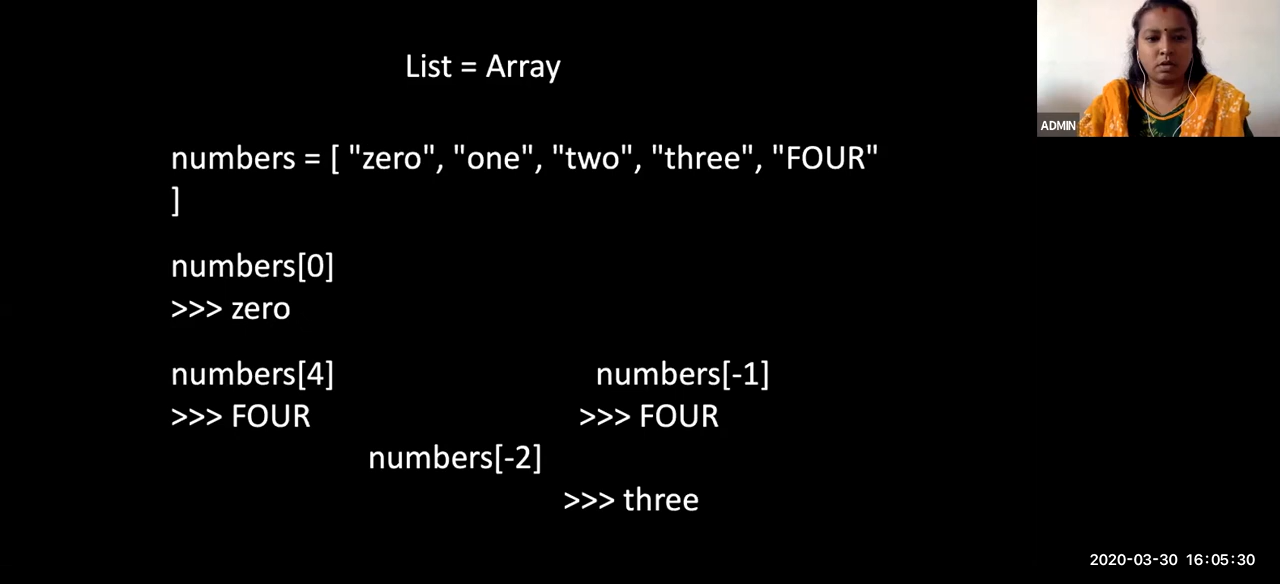 List = Array
ADMIN
numbers = [ "zero", "one", "two", "three", "FOUR"
]
numbers[0]
>>> zero
numbers[4] numbers[-1]
>>> FOUR >>> FOUR
numbers[-2]
>>> three
2020-03-30 16:05:30